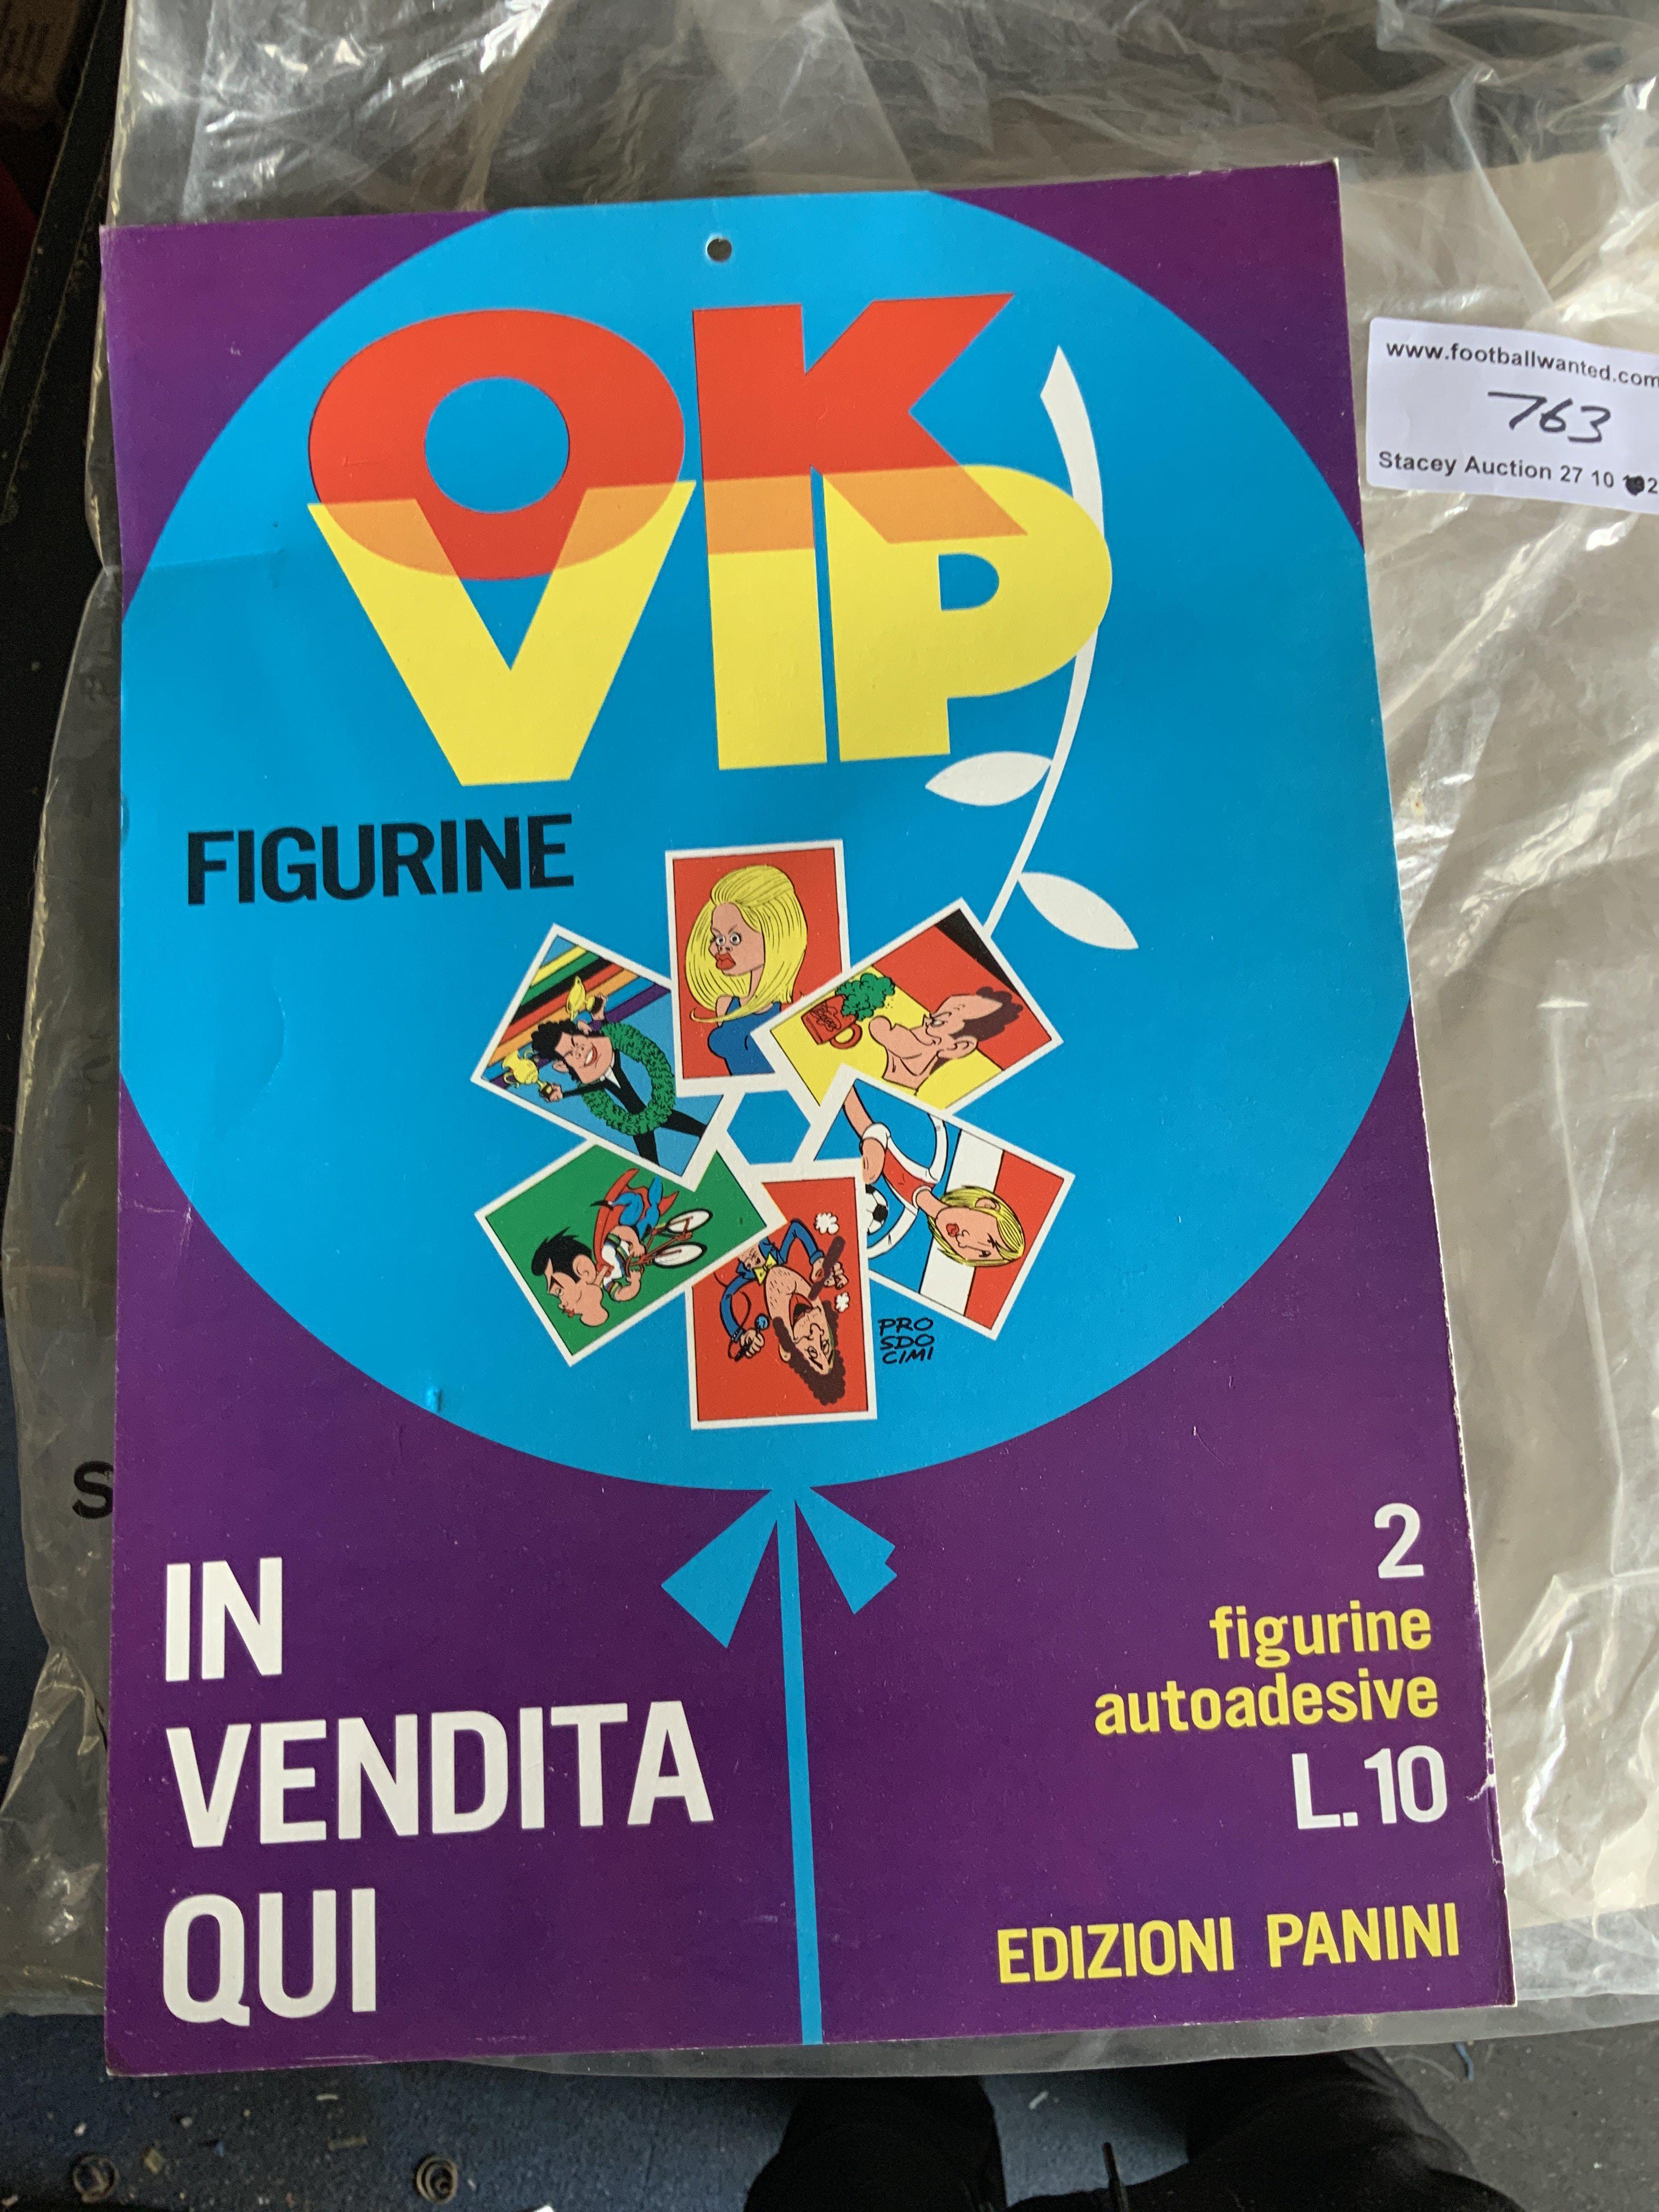 OK
VIP
FIGURINE
PRO
SDO
CIMI
IN
VENDITA
QUI
2
figurine
autoadesive
L.10
EDIZIONI PANINI
www.footballwanted.com
763
Stacey Auction 27 10
S